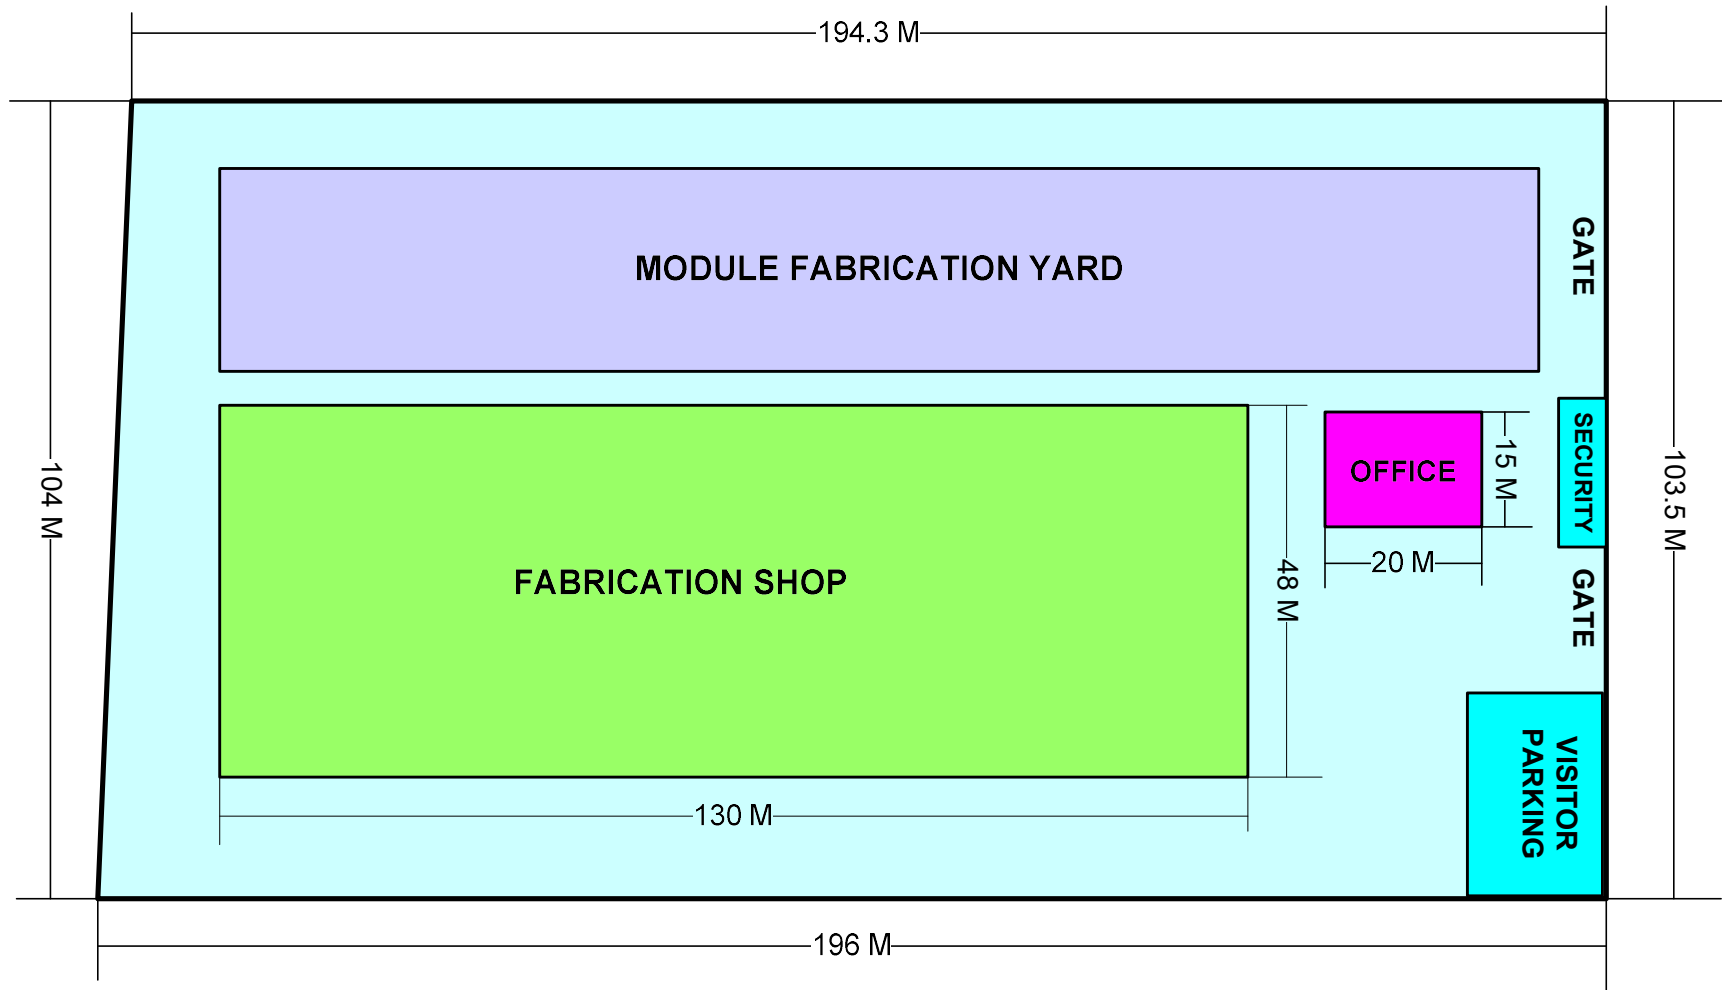 194.3 M
GATE
MODULE FABRICATION YARD
SECURITY
OFFICE
15 M
104 M
103.5 M
20 M
FABRICATION SHOP
48 M
GATE
VISITOR
PARKING
130 M
196 M